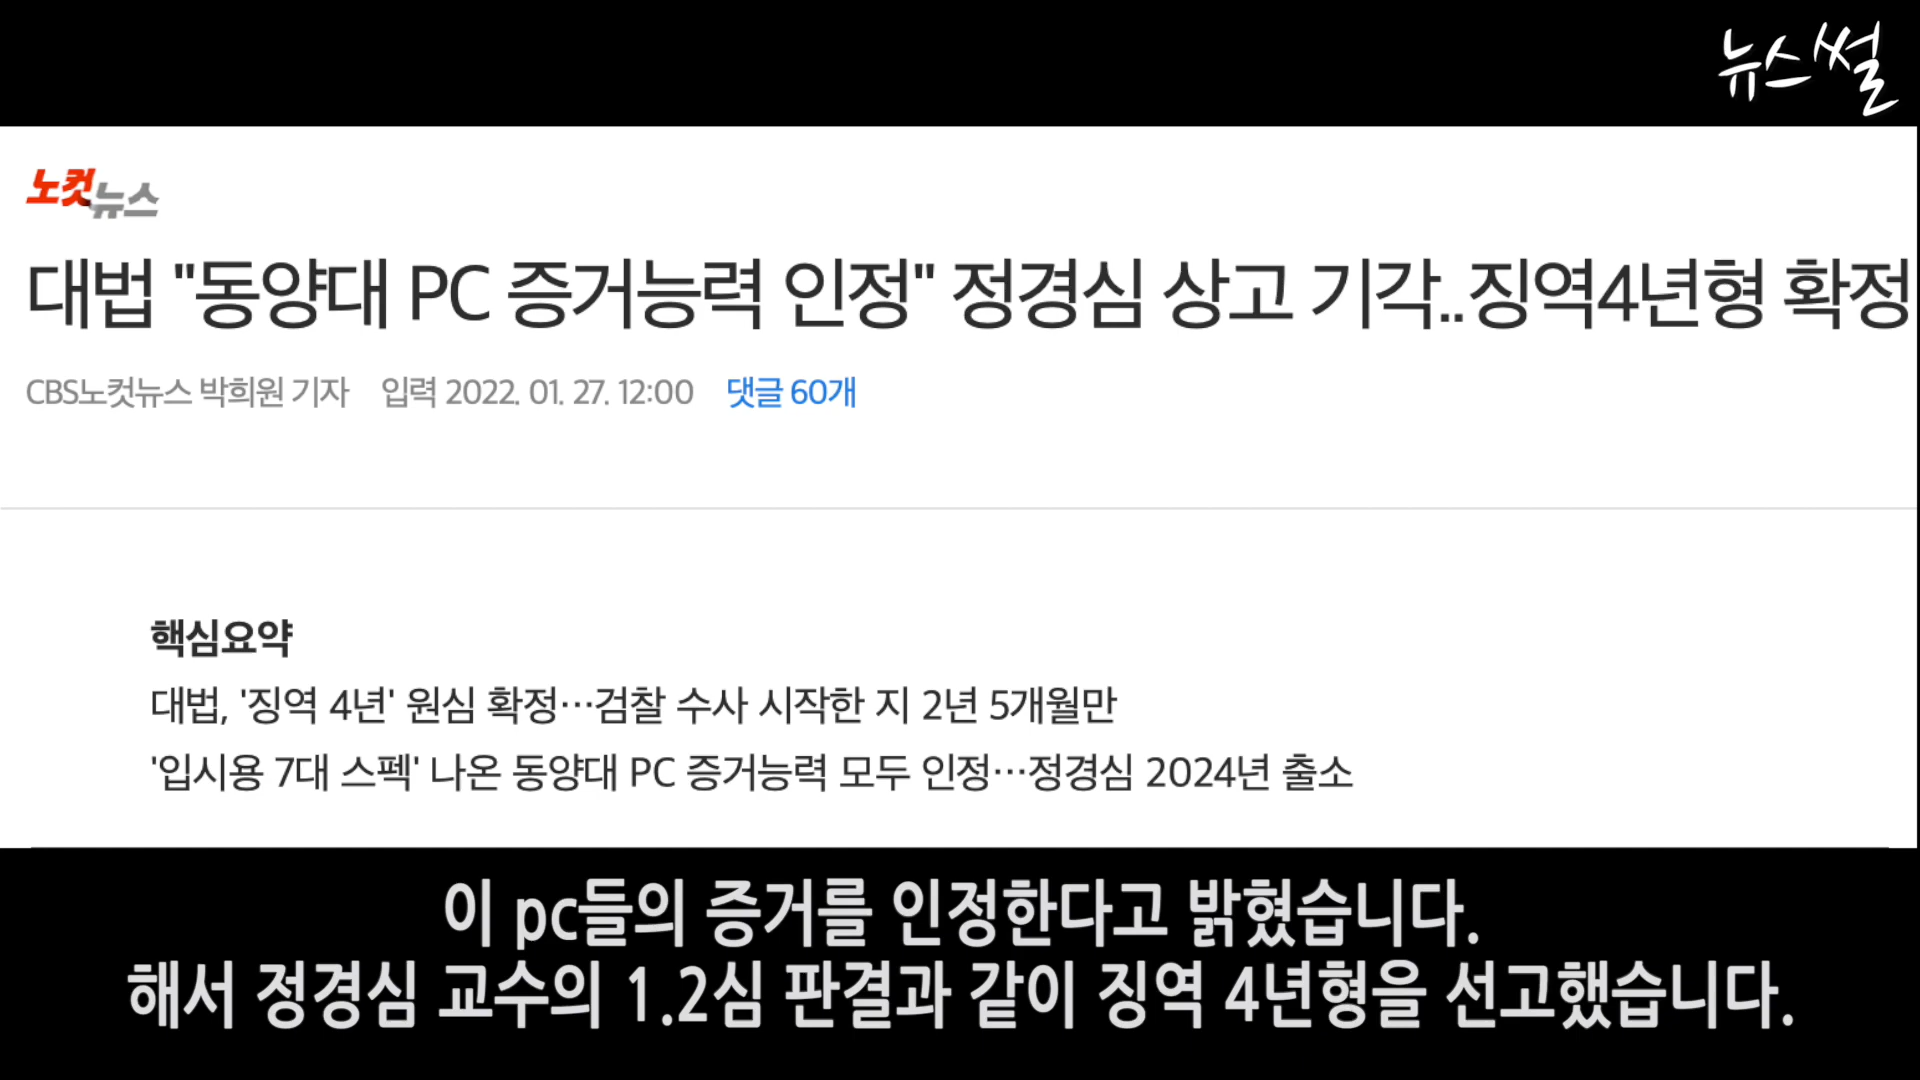 뉴스썰
노컷뉴스
대법 "동양대 PC 증거능력 인정" 정경심 상고 기각..징역4년형 확정
CBS노컷뉴스 박희원 기자 입력 2022. 01. 27. 12:00 댓글 60개
핵심요약
대법, '징역 4년' 원심 확정…검찰 수사 시작한 지 2년 5개월만
'입시용 7대 스펙' 나온 동양대 PC 증거능력 모두 인정…정경심 2024년 출소
이 pc들의 증거를 인정한다고 밝혔습니다.
해서 정경심 교수의 1.2심 판결과 같이 징역 4년형을 선고했습니다.